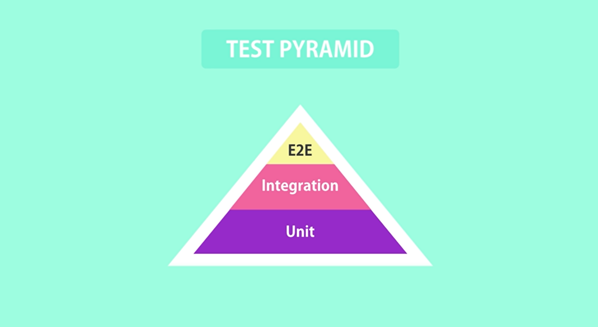 TEST PYRAMID
E2E
Integration
Unit